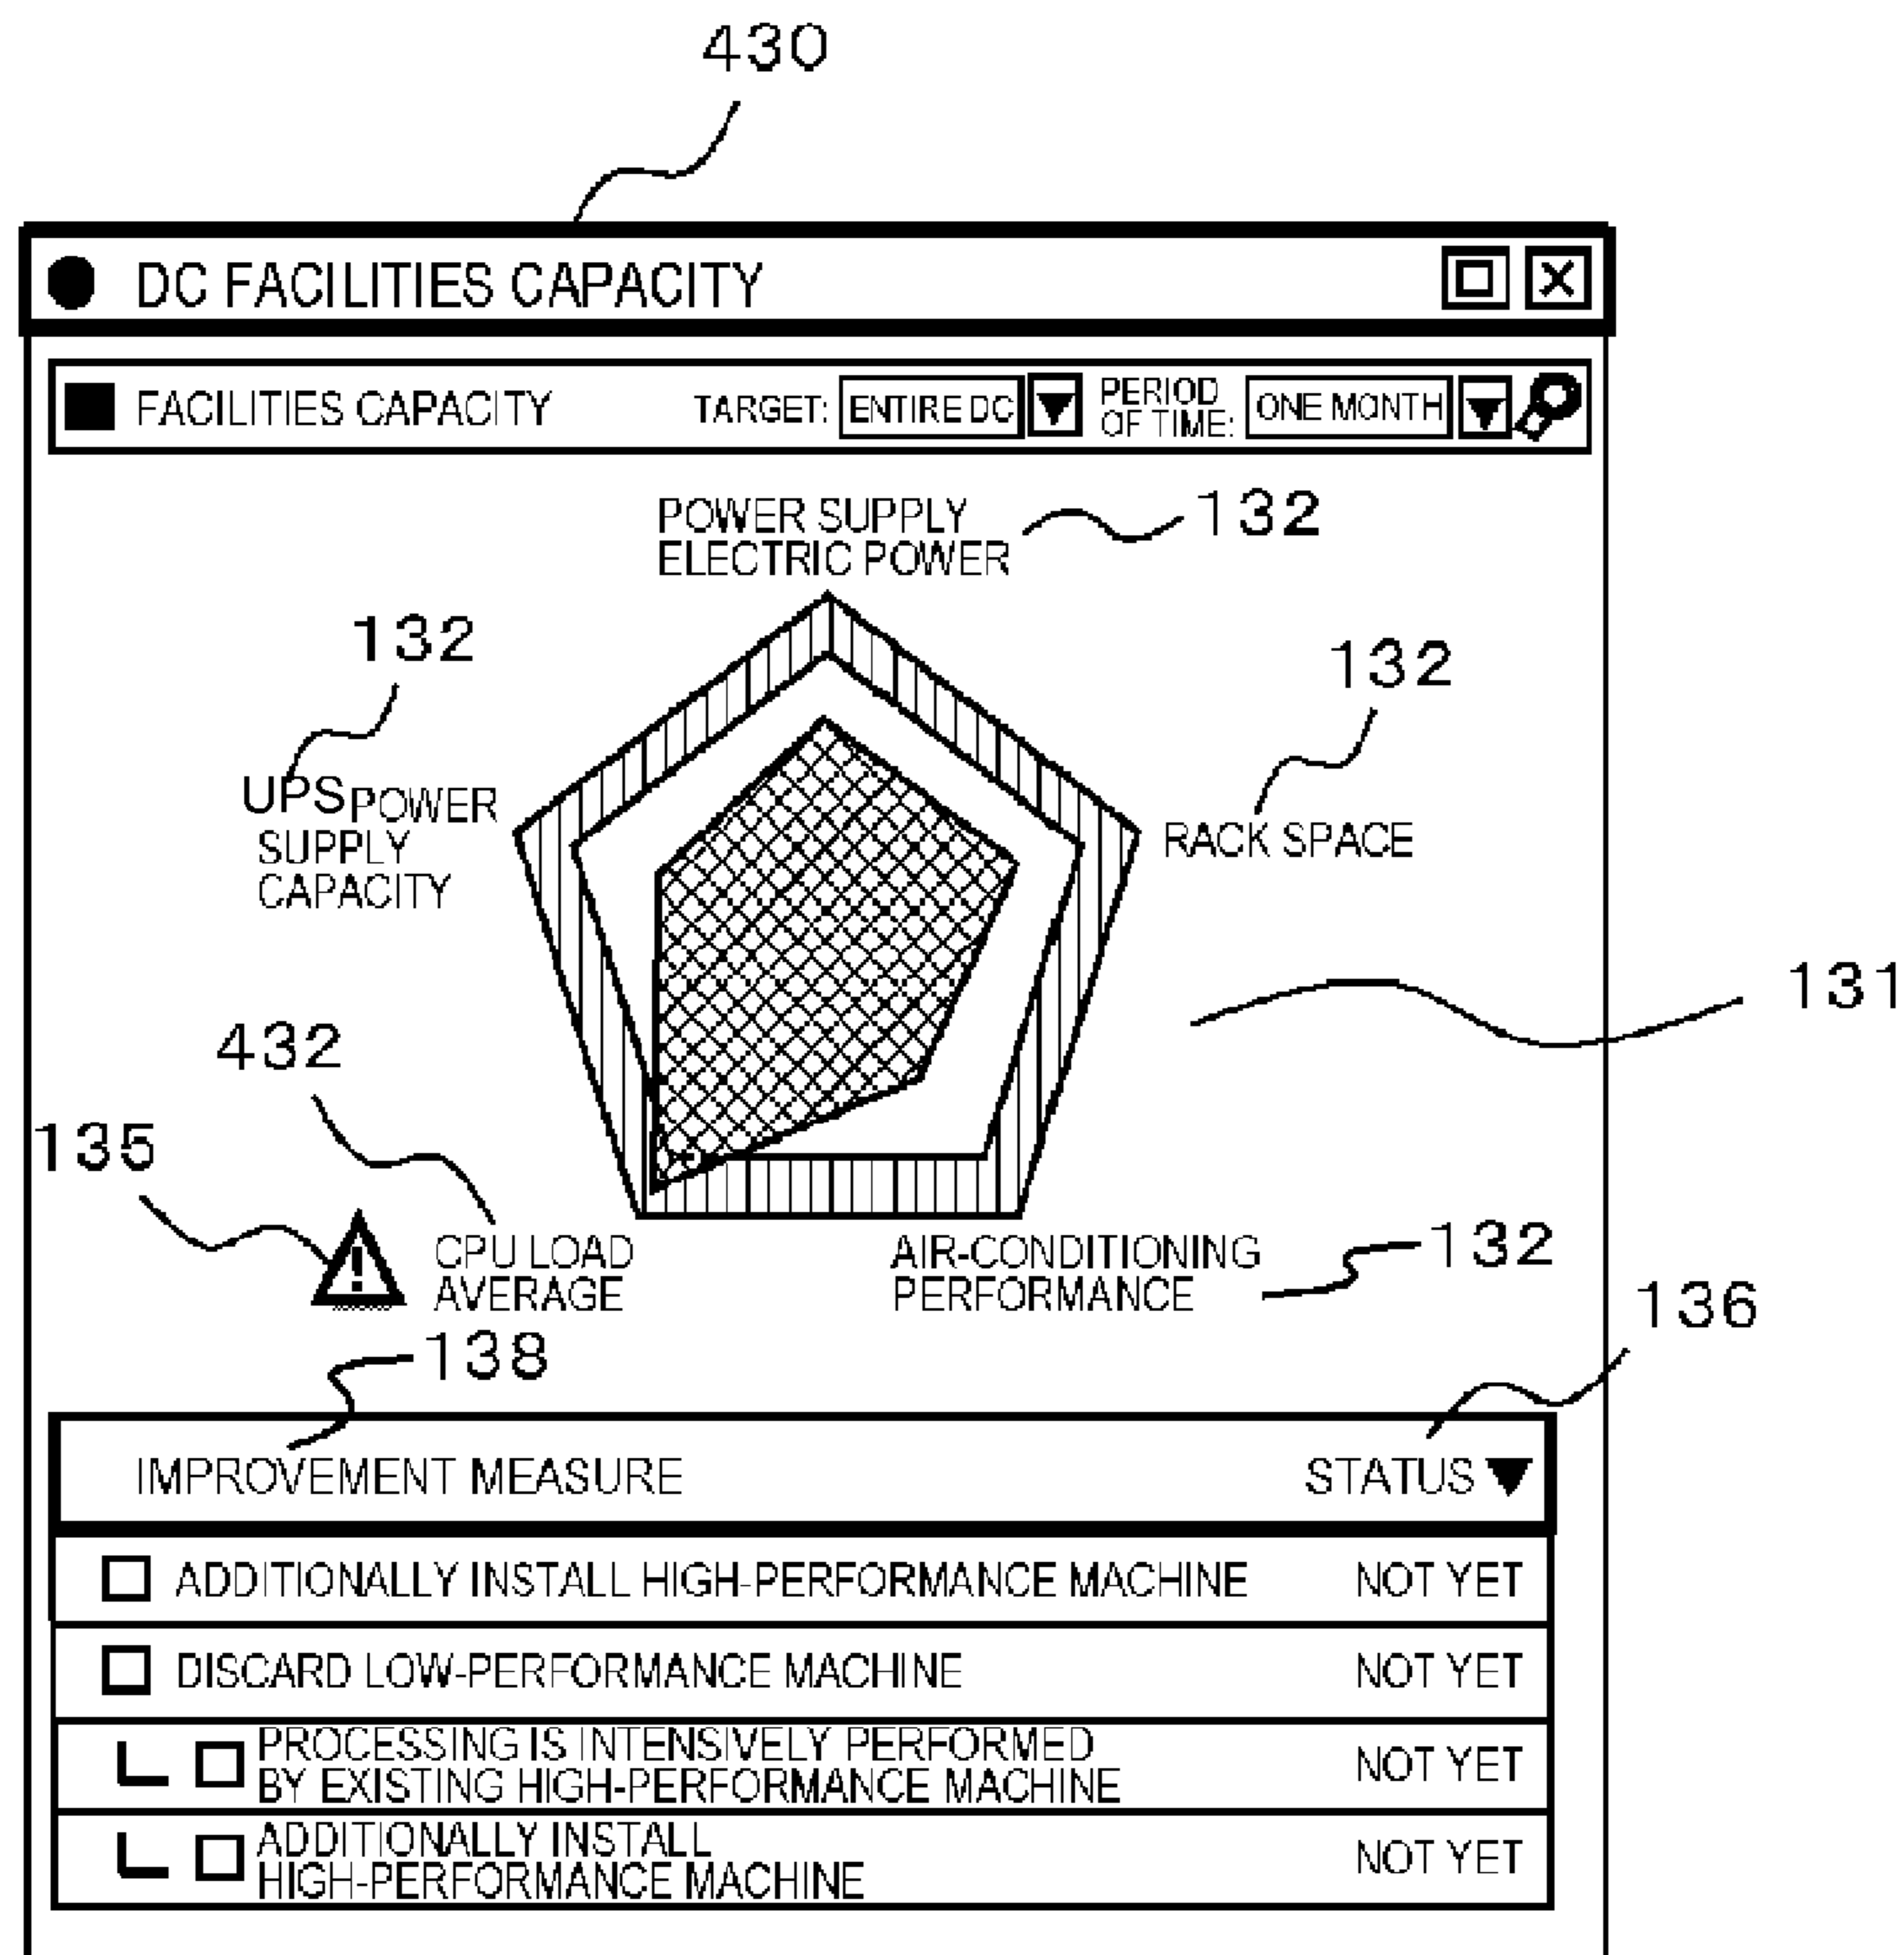 430
DC FACILITIES CAPACITY
FACILITIES CAPACITY TARGET: ENTIRE DC PERIOD OF TIME: ONE MONTH
POWER SUPPLY
ELECTRIC POWER
132
132
132
UPS POWER
SUPPLY
CAPACITY
RACK SPACE
131
432
135
CPU LOAD
AVERAGE
AIR-CONDITIONING
PERFORMANCE
132
136
138
IMPROVEMENT MEASURE STATUS
ADDITIONALLY INSTALL HIGH-PERFORMANCE MACHINE NOT YET
DISCARD LOW-PERFORMANCE MACHINE NOT YET
PROCESSING IS INTENSIVELY PERFORMED
BY EXISTING HIGH-PERFORMANCE MACHINE NOT YET
ADDITIONALLY INSTALL
HIGH-PERFORMANCE MACHINE NOT YET